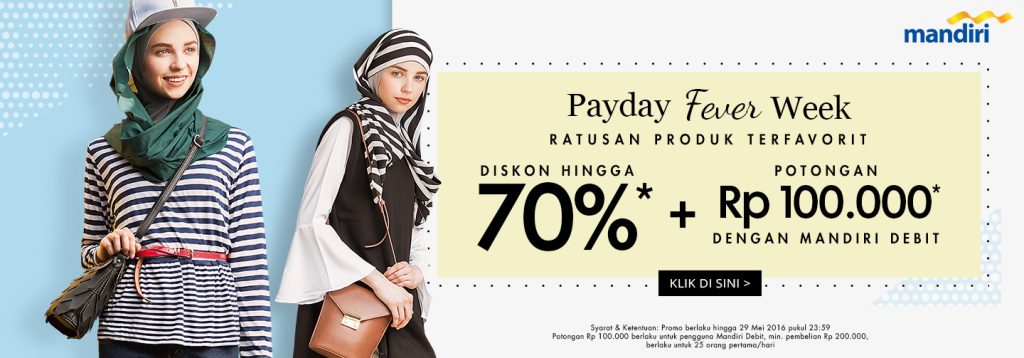 mandiri
Payday Fever Week
RATUSAN PRODUK TERFAVORIT
DISKON HINGGA
70%*
+
POTONGAN
Rp 100.000*
DENGAN MANDIRI DEBIT
KLIK DI SINI >
Syarat & Ketentuan: Promo berlaku hingga 29 Mei 2016 pukul 23:59
Potongan Rp 100.000 berlaku untuk pengguna Mandiri Debit, min. pembelian Rp 200.000,
berlaku untuk 25 orang pertama/hari